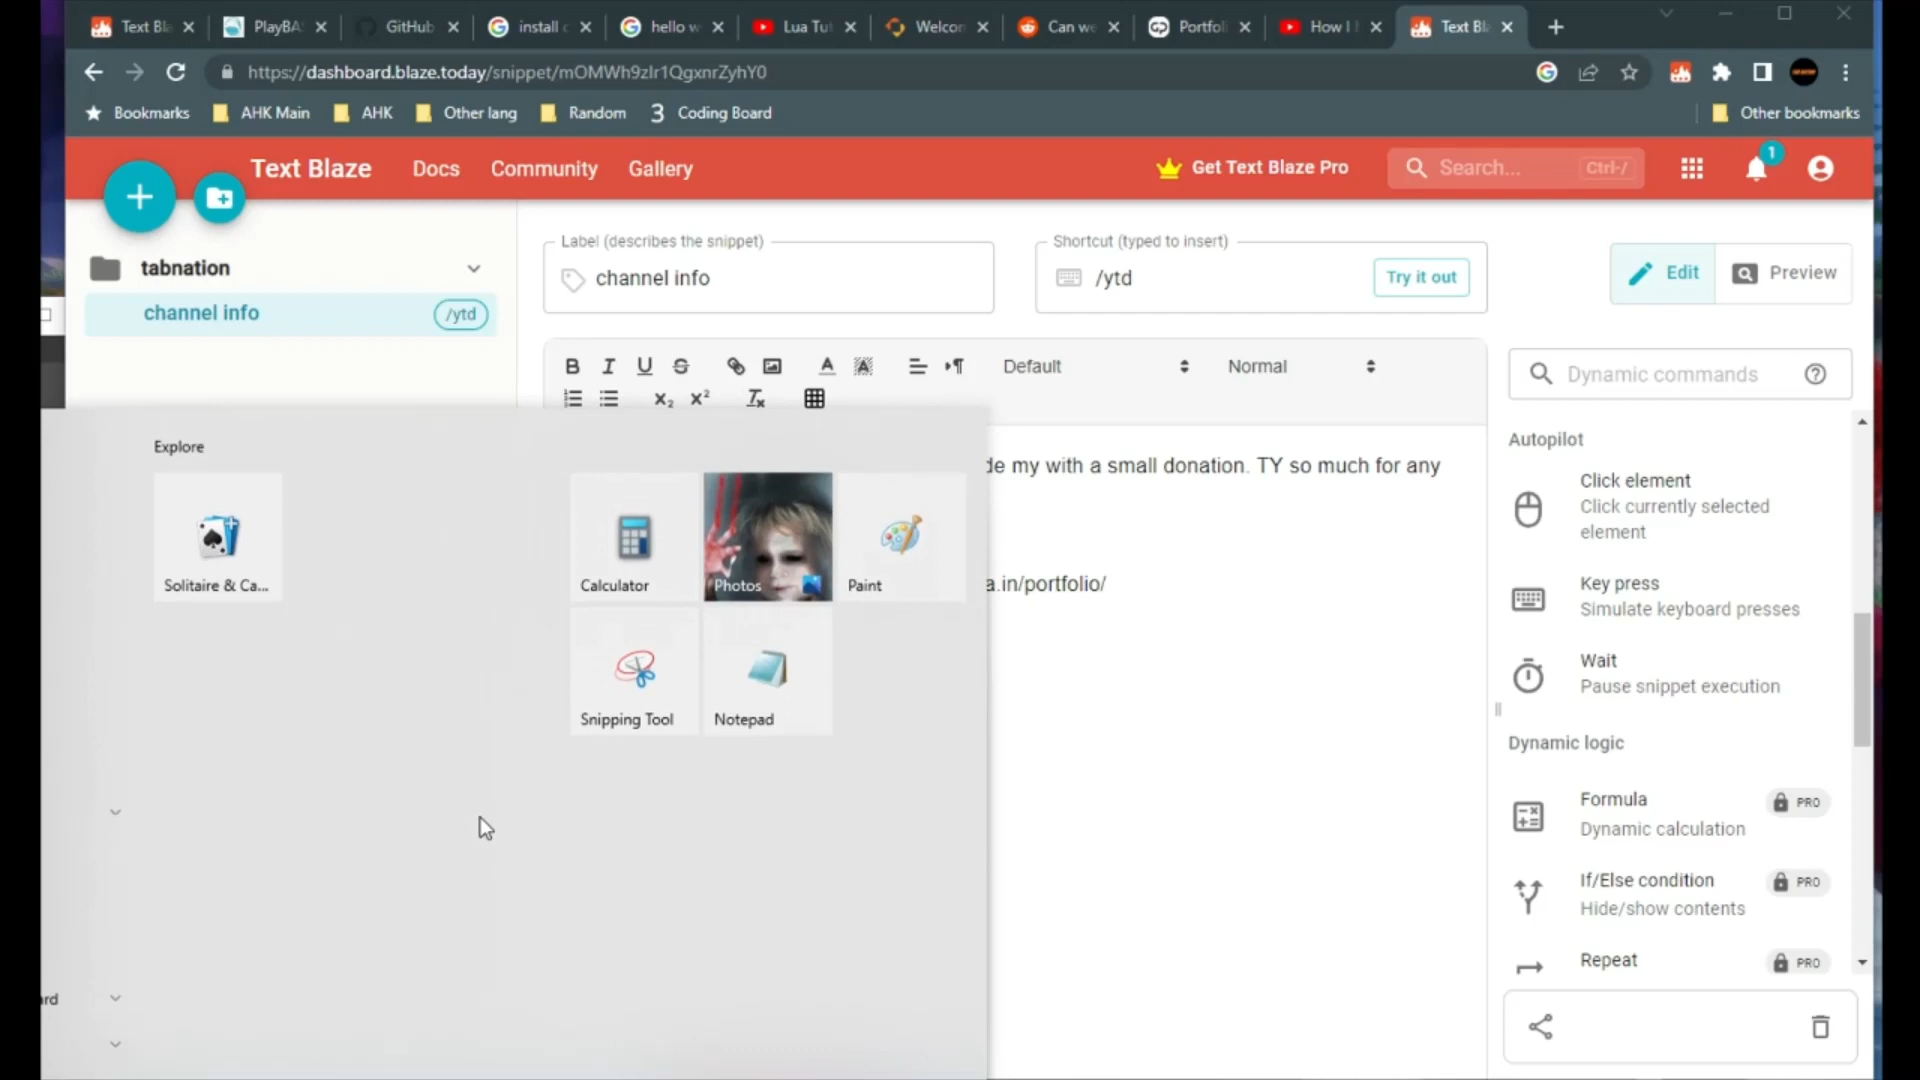 Text Bla
PlayBA
GitHub
install c
hello w
Lua Tut
Welcon
Can we
Portfoli
How I
Text Bl
https://dashboard.blaze.today/snippet/mOMWh9zlr1QgxnrZyhY0
Bookmarks
AHK Main
AHK
Other lang
Random
Coding Board
Other bookmarks
Text Blaze
Docs
Community
Gallery
Get Text Blaze Pro
Search...
Ctrl-/
1
tabnation
channel info
/ytd
Label (describes the snippet)
channel info
Shortcut (typed to insert)
/ytd
Try it out
Edit
Preview
Default
Normal
Dynamic commands
de my with a small donation. TY so much for any
a.in/portfolio/
Explore
Solitaire & Ca...
Calculator
Photos
Paint
Snipping Tool
Notepad
rd
Autopilot
Click element
Click currently selected
element
Key press
Simulate keyboard presses
Wait
Pause snippet execution
Dynamic logic
Formula
PRO
Dynamic calculation
If/Else condition
PRO
Hide/show contents
Repeat
PRO